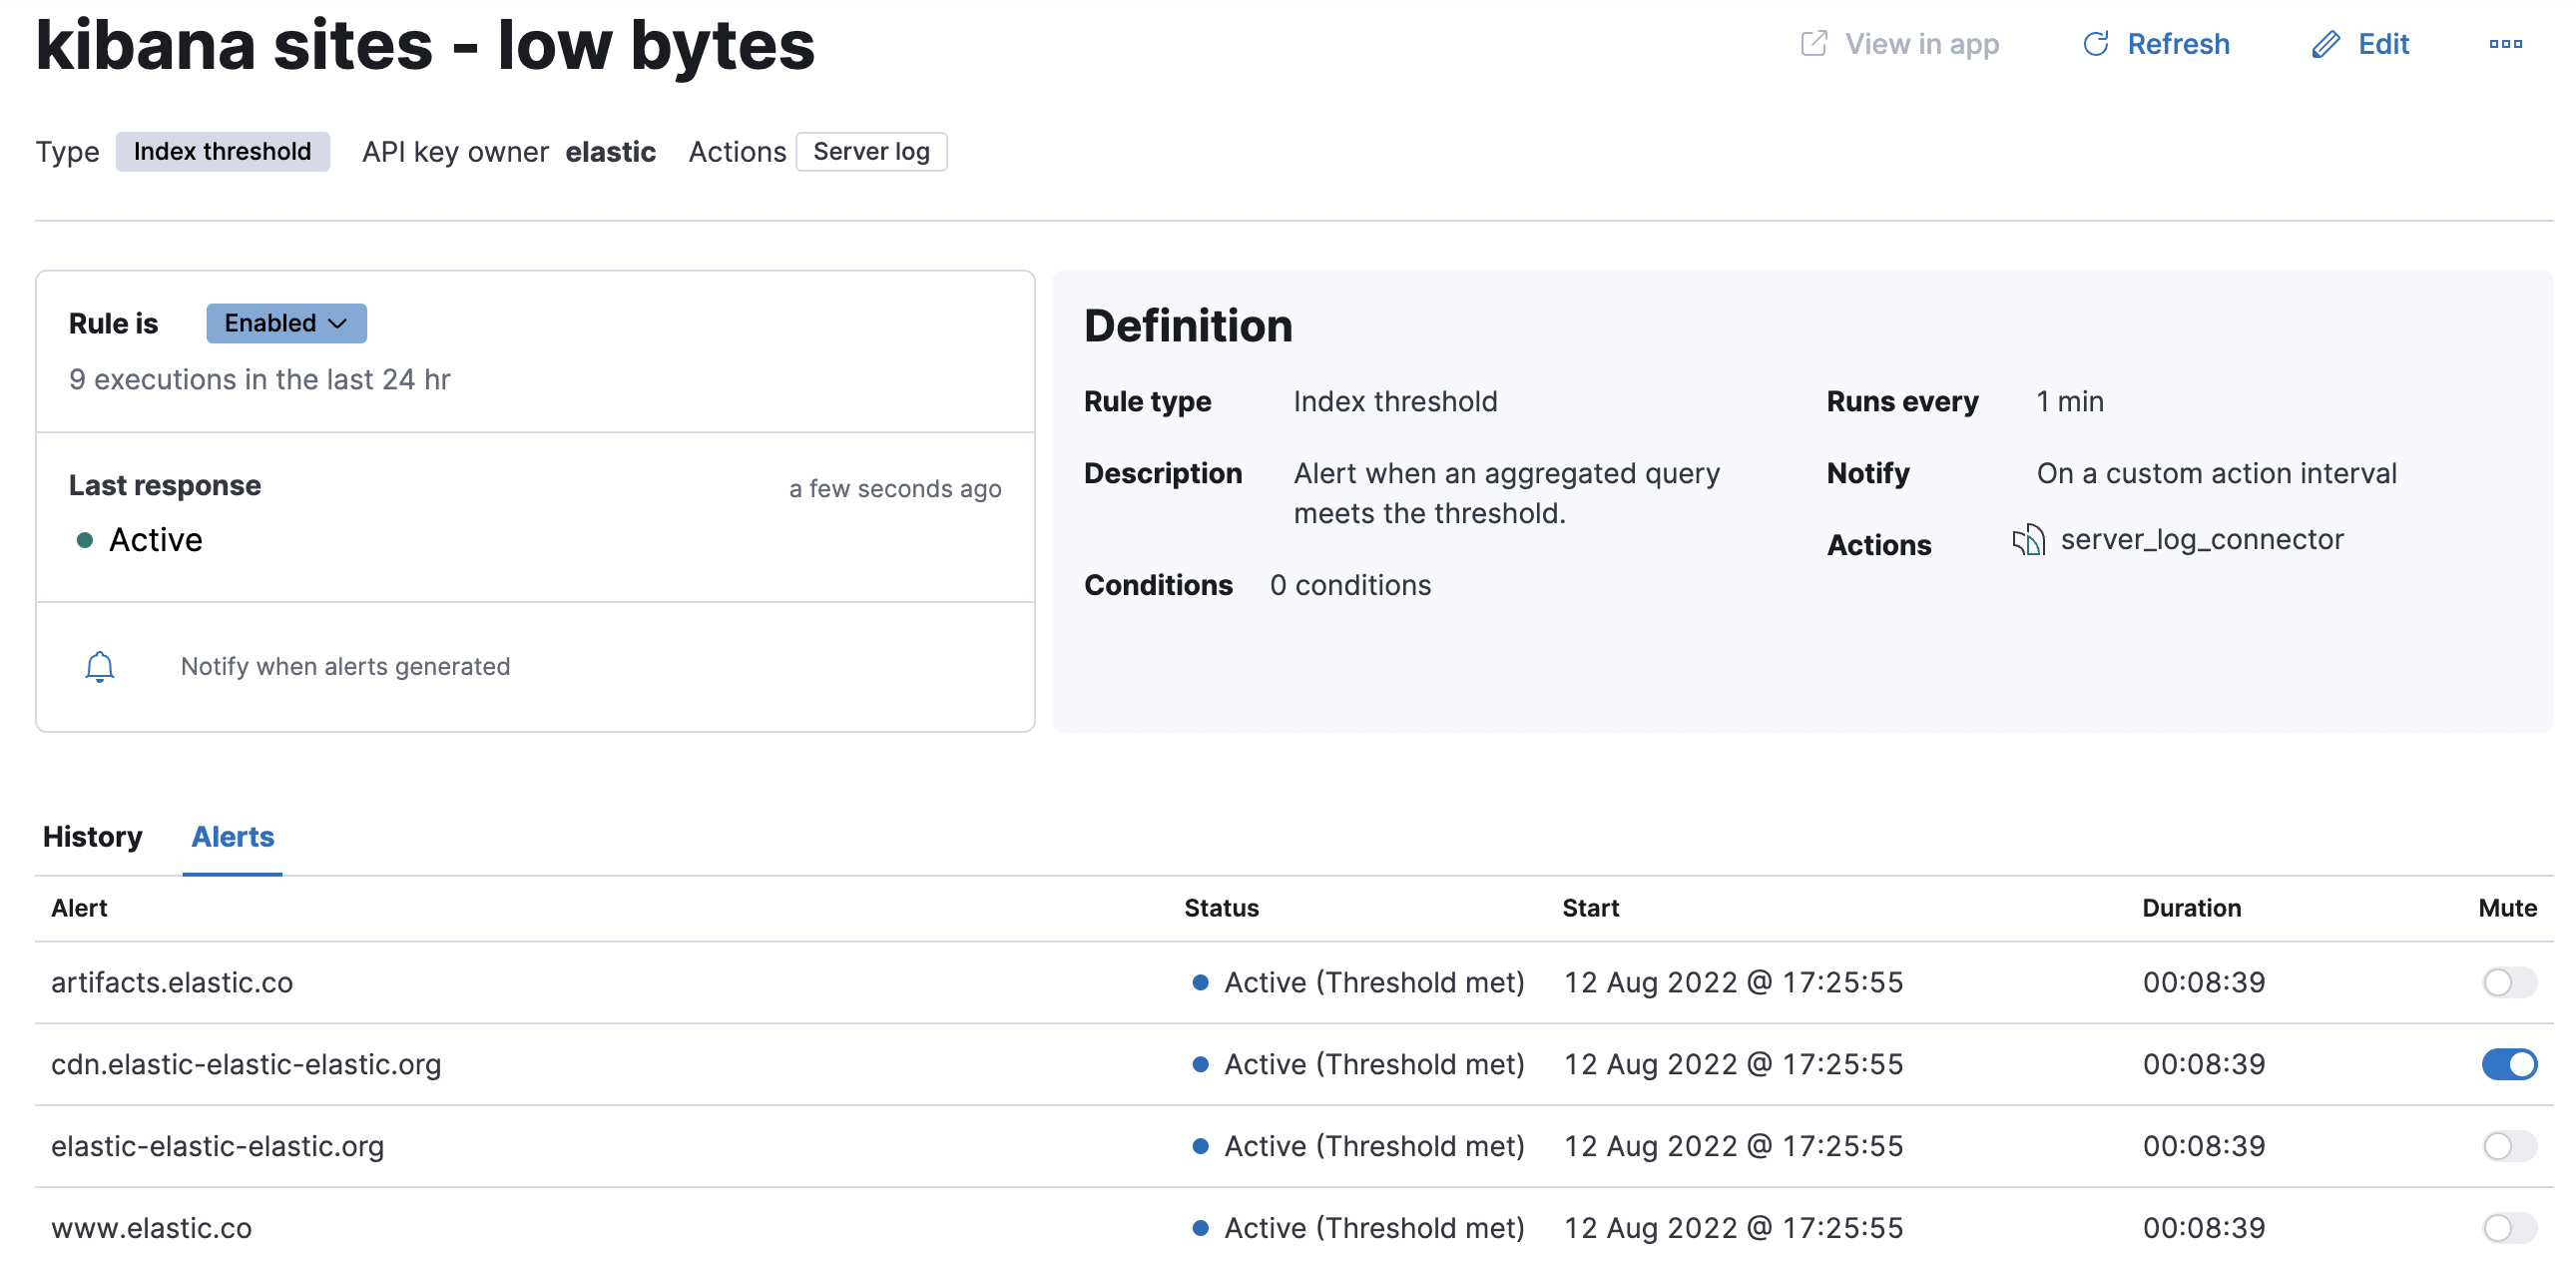 kibana sites - low bytes
View in app Refresh Edit
Type Index threshold API key owner elastic Actions Server log
Rule is Enabled
9 executions in the last 24 hr
Last response a few seconds ago
Active
Notify when alerts generated
Definition
Rule type Index threshold
Description Alert when an aggregated query
meets the threshold.
Conditions 0 conditions
Runs every 1 min
Notify On a custom action interval
Actions server_log_connector
History Alerts
Alert Status Start Duration Mute
artifacts.elastic.co Active (Threshold met) 12 Aug 2022 @ 17:25:55 00:08:39
cdn.elastic-elastic-elastic.org Active (Threshold met) 12 Aug 2022 @ 17:25:55 00:08:39
elastic-elastic-elastic.org Active (Threshold met) 12 Aug 2022 @ 17:25:55 00:08:39
www.elastic.co Active (Threshold met) 12 Aug 2022 @ 17:25:55 00:08:39